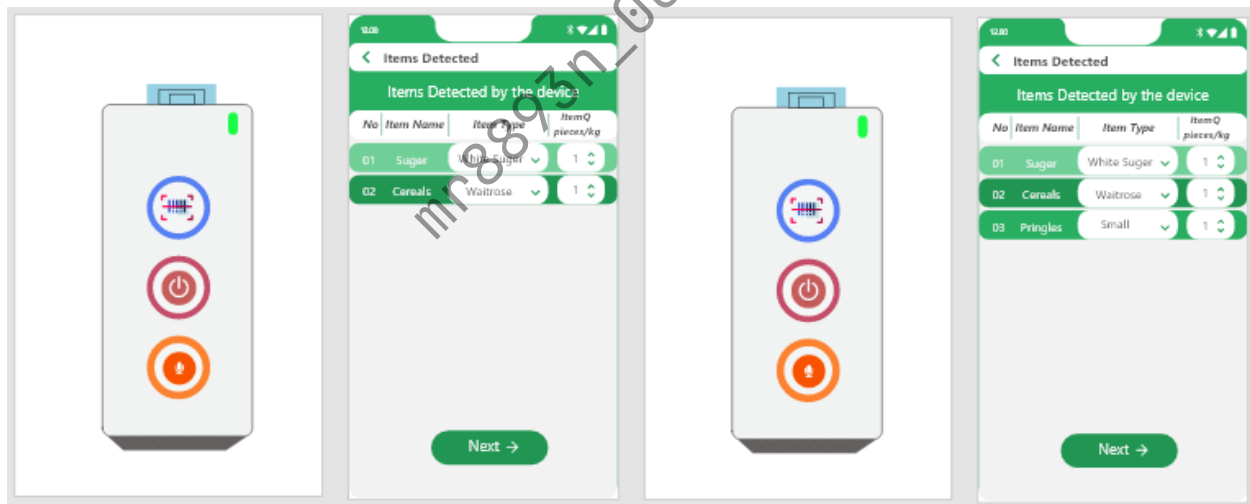 12.00
Items Detected
Items Detected by the device
No Item Name Item Type ItemQ pieces/kg
01 Suger White Suger 1
02 Cereals Waitrose 1
Next →
12.00
Items Detected
Items Detected by the device
No Item Name Item Type ItemQ pieces/kg
01 Suger White Suger 1
02 Cereals Waitrose 1
03 Pringles Small 1
Next →